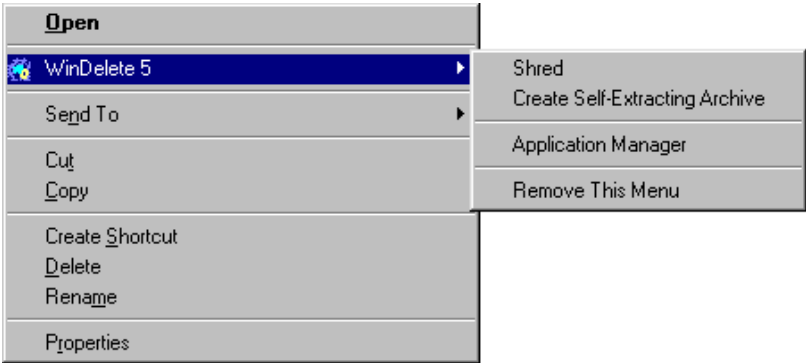 Open
WinDelete 5
Send To
Cut
Copy
Create Shortcut
Delete
Rename
Properties
Shred
Create Self-Extracting Archive
Application Manager
Remove This Menu